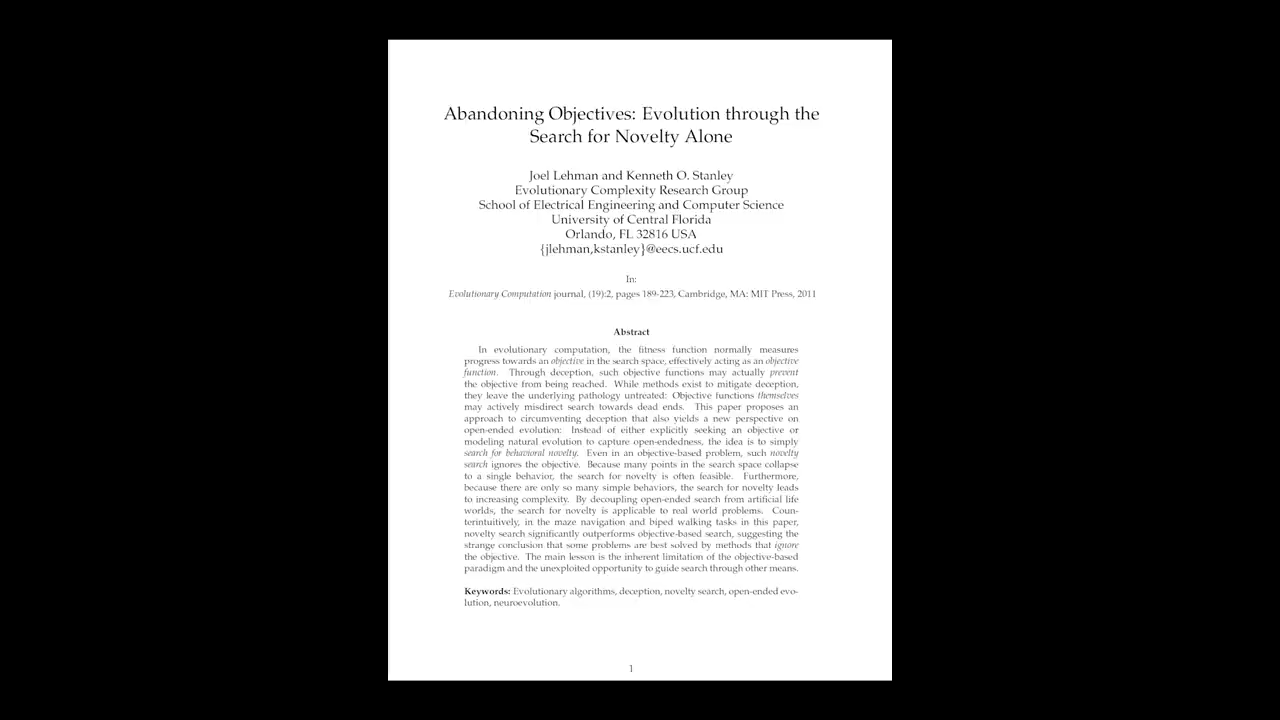 Abandoning Objectives: Evolution through the
Search for Novelty Alone
Joel Lehman and Kenneth O. Stanley
Evolutionary Complexity Research Group
School of Electrical Engineering and Computer Science
University of Central Florida
Orlando, FL 32816 USA
{jlehman,kstanley}@eecs.ucf.edu
In:
Evolutionary Computation journal, (19):2, pages 189-223, Cambridge, MA: MIT Press, 2011
Abstract
In evolutionary computation, the fitness function normally measures
progress towards an objective in the search space, effectively acting as an objective
function. Through deception, such objective functions may actually prevent
the objective from being reached. While methods exist to mitigate deception,
they leave the underlying pathology untreated: Objective functions themselves
may actively misdirect search towards dead ends. This paper proposes an
approach to circumventing deception that also yields a new perspective on
open-ended evolution: Instead of either explicitly seeking an objective or
modeling natural evolution to capture open-endedness, the idea is to simply
search for behavioral novelty. Even in an objective-based problem, such novelty
search ignores the objective. Because many points in the search space collapse
to a single behavior, the search for novelty is often feasible. Furthermore,
because there are only so many simple behaviors, the search for novelty leads
to increasing complexity. By decoupling open-ended search from artificial life
worlds, the search for novelty is applicable to real world problems. Coun-
terintuitively, in the maze navigation and biped walking tasks in this paper,
novelty search significantly outperforms objective-based search, suggesting the
strange conclusion that some problems are best solved by methods that ignore
the objective. The main lesson is the inherent limitation of the objective-based
paradigm and the unexploited opportunity to guide search through other means.
Keywords: Evolutionary algorithms, deception, novelty search, open-ended evo-
lution, neuroevolution.
1